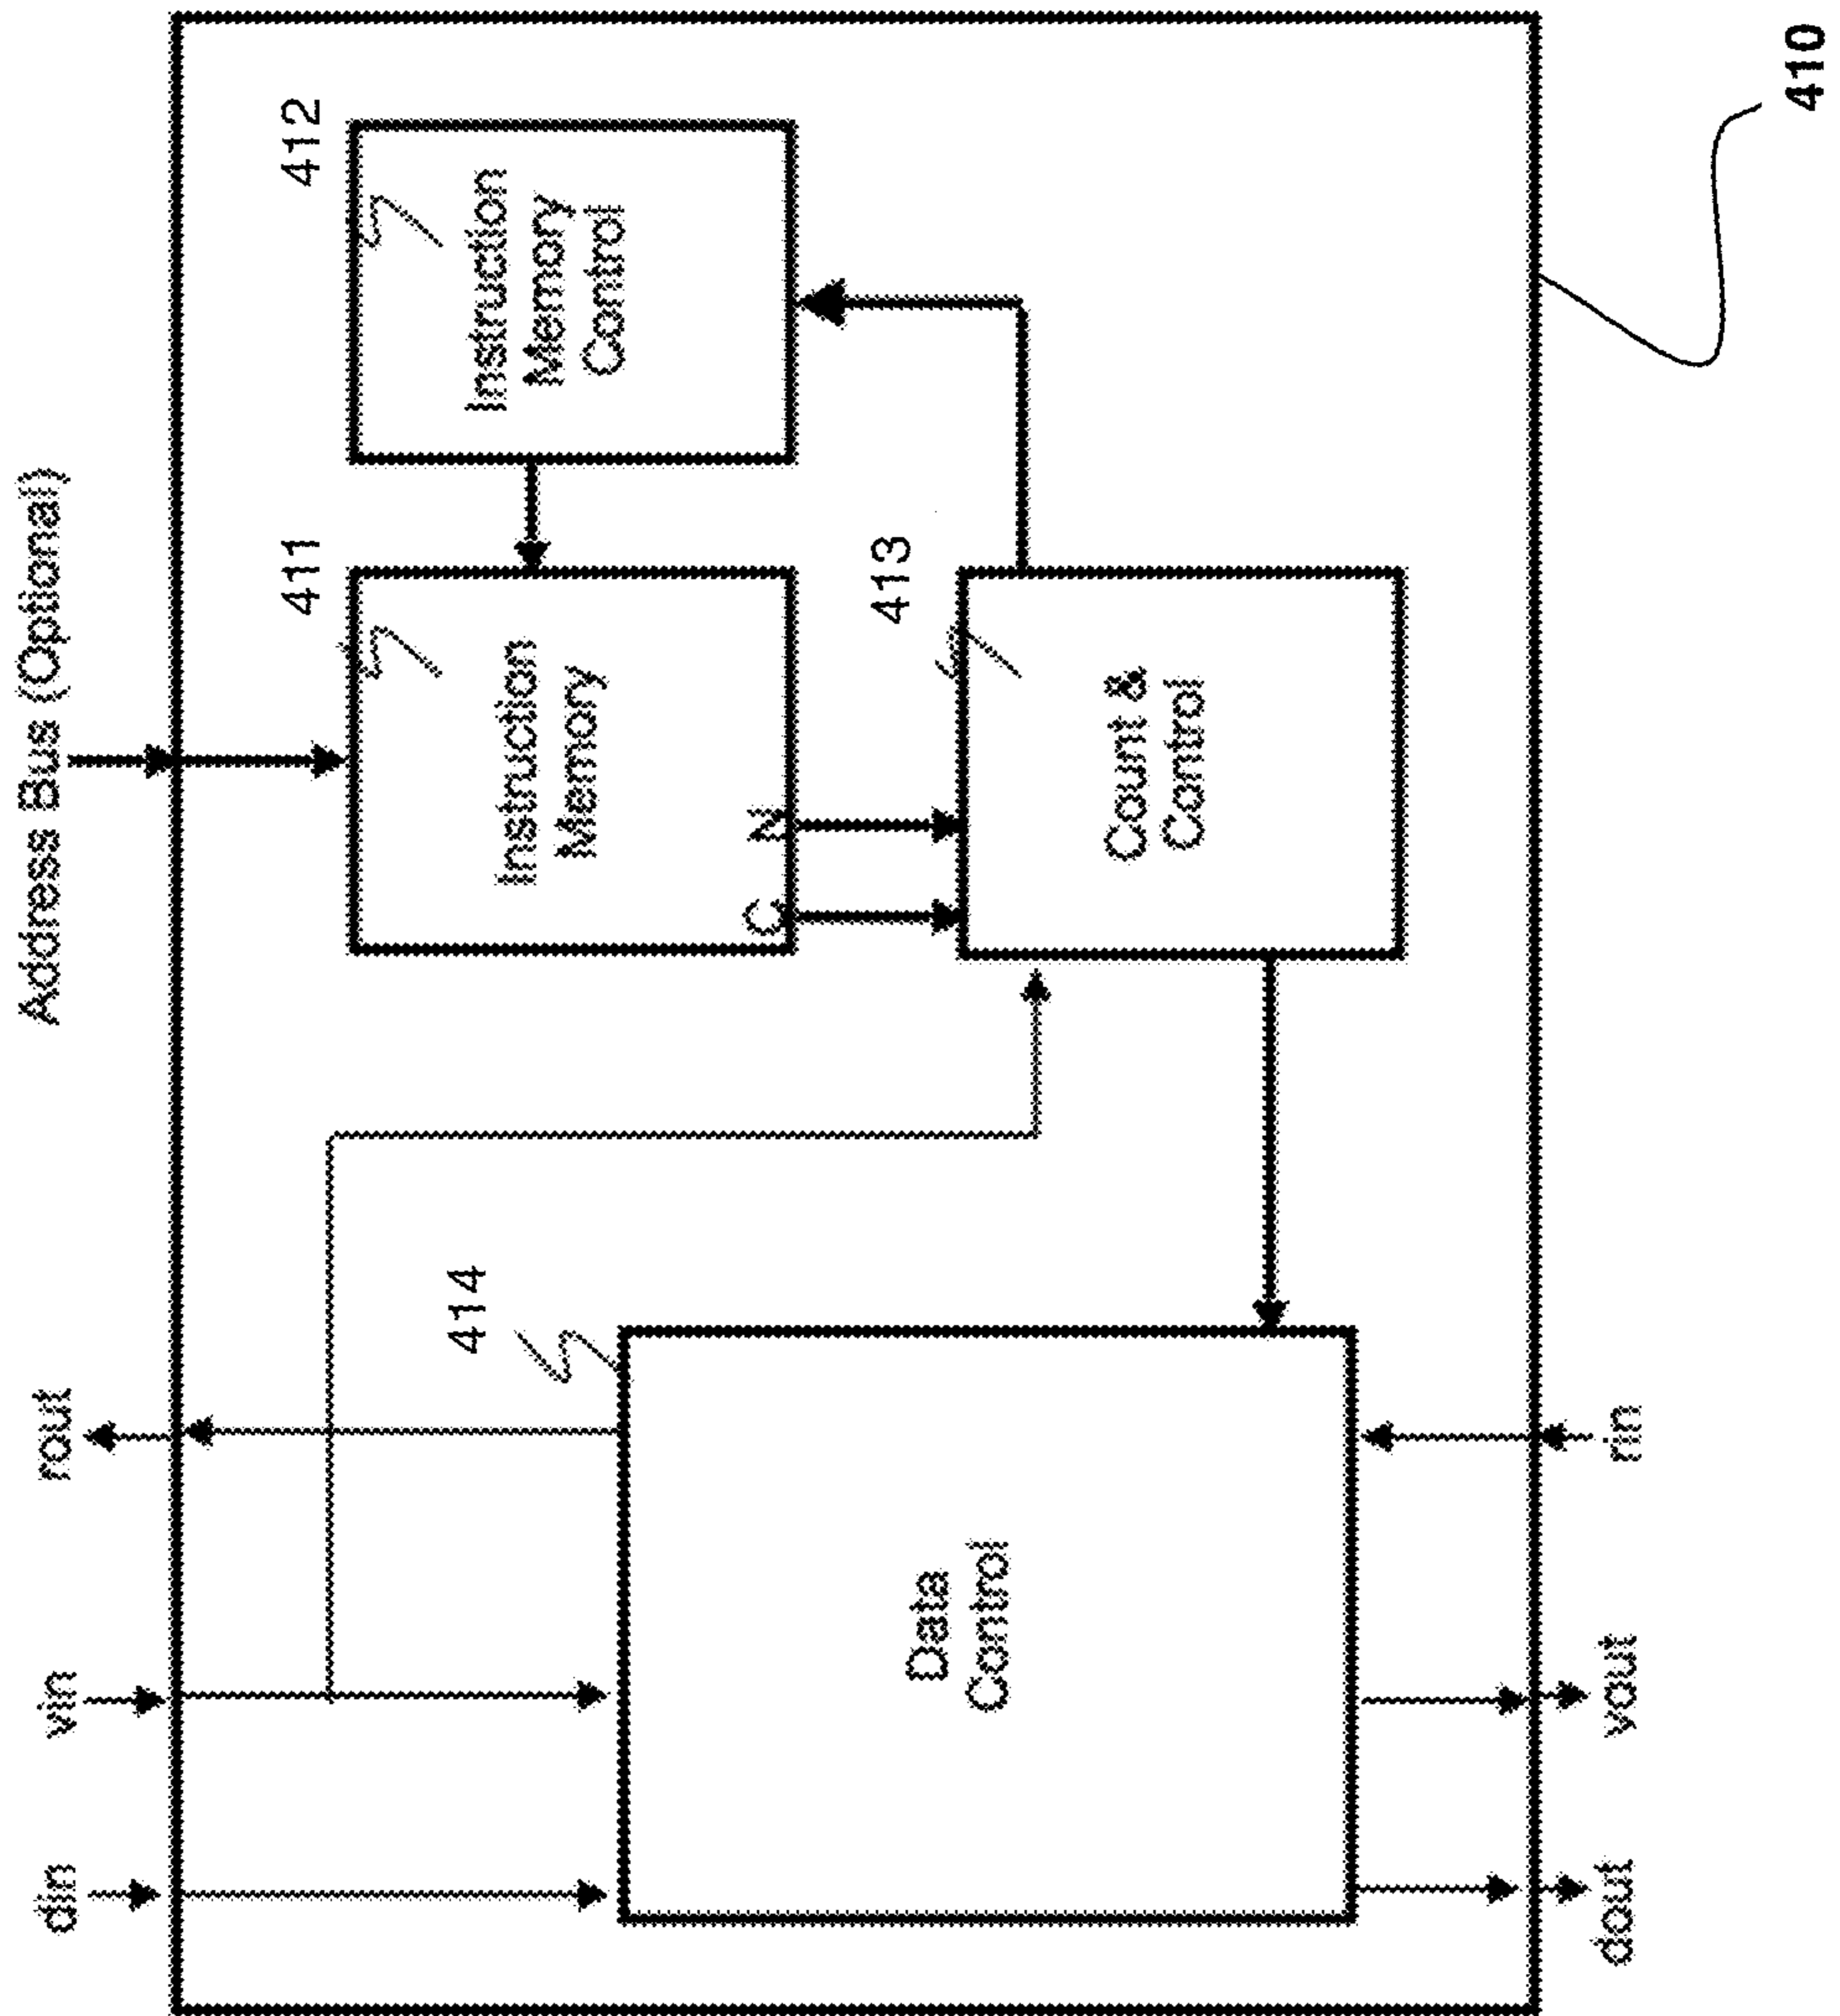 din
vin
rout
Address Bus (Optional)
414
411
412
Instruction
Memory
Instruction
Memory
Control
C
N
413
Data
Control
Count &
Control
dout
vout
rin
410